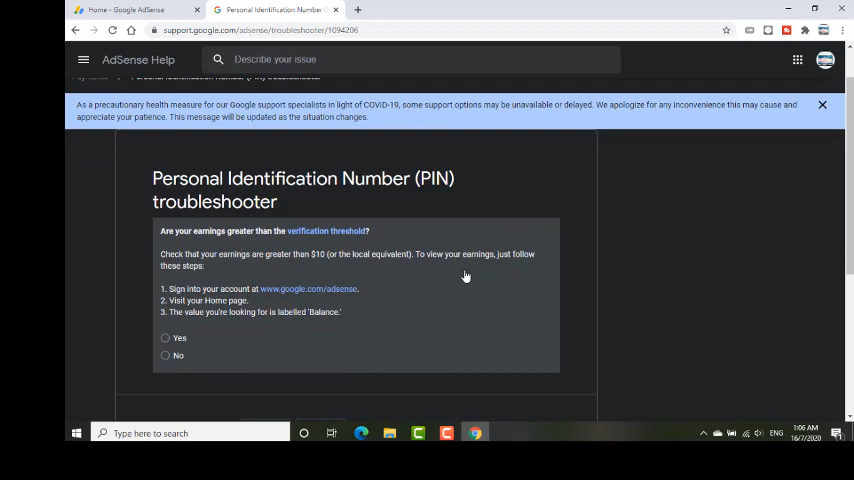 Home - Google AdSense
Personal Identification Number (
support.google.com/adsense/troubleshooter/1094206
AdSense Help
Describe your issue
Personal Identification Number (PIN) troubleshooter
As a precautionary health measure for our Google support specialists in light of COVID-19, some support options may be unavailable or delayed. We apologize for any inconvenience this may cause and
appreciate your patience. This message will be updated as the situation changes.
Personal Identification Number (PIN)
troubleshooter
Are your earnings greater than the verification threshold?
Check that your earnings are greater than $10 (or the local equivalent). To view your earnings, just follow
these steps:
1. Sign into your account at www.google.com/adsense.
2. Visit your Home page.
3. The value you're looking for is labelled 'Balance.'
Yes
No
Type here to search
ENG
1:06 AM
16/7/2020